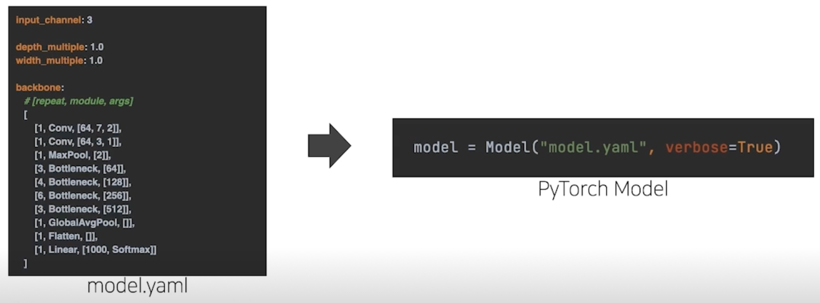 input_channel: 3
depth_multiple: 1.0
width_multiple: 1.0
backbone:
# [repeat, module, args]
[
[1, Conv, [64, 7, 2]],
[1, Conv, [64, 3, 1]],
[1, MaxPool, [2]],
[3, Bottleneck, [64]],
[4, Bottleneck, [128]],
[6, Bottleneck, [256]],
[3, Bottleneck, [512]],
[1, GlobalAvgPool, []],
[1, Flatten, []],
[1, Linear, [1000, Softmax]]
]
model.yaml
model = Model("model.yaml", verbose=True)
PyTorch Model